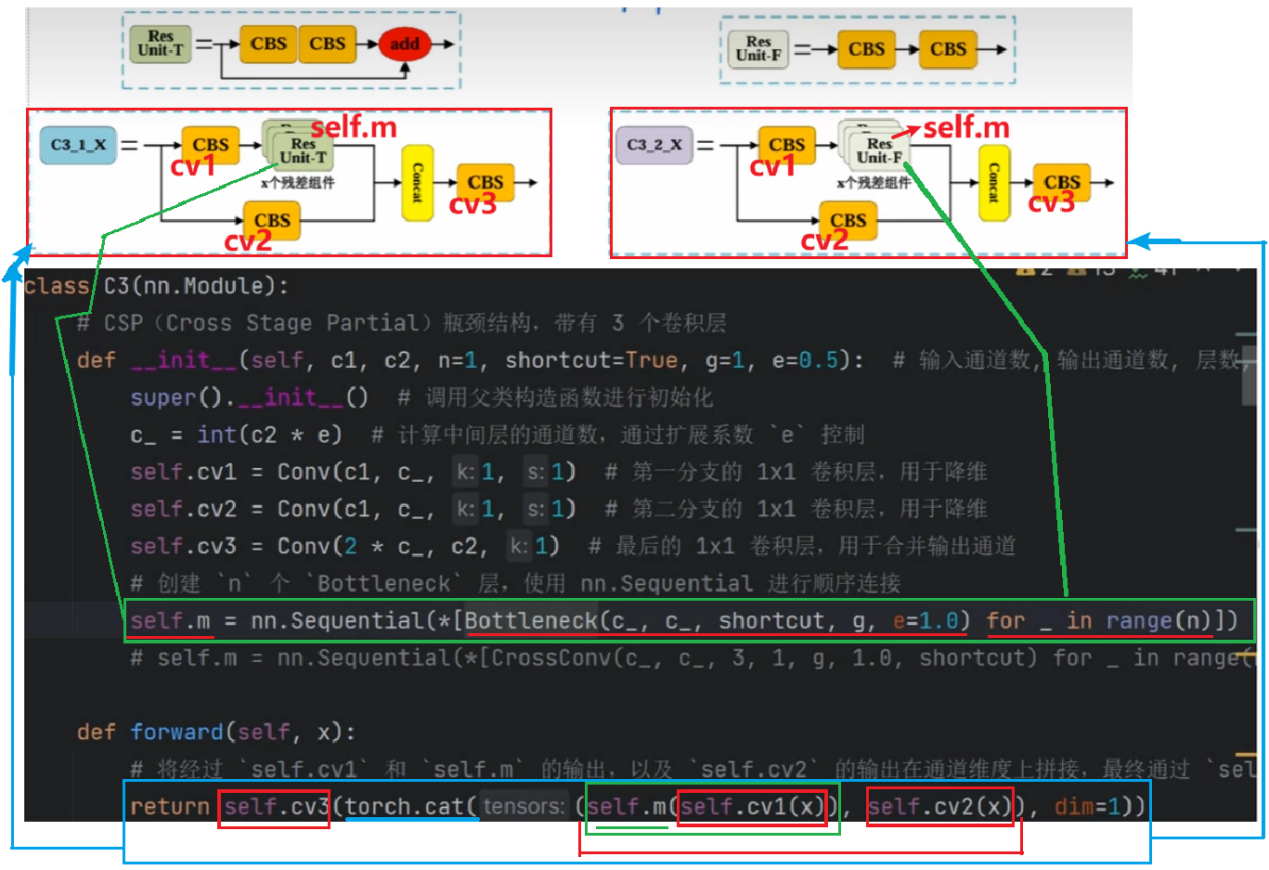 Res Unit-T = CBS CBS add
Res Unit-F = CBS CBS
C3_1_X = CBS Res Unit-T Concat CBS
self.m
cv1
x个残差组件
cv3
CBS
cv2
C3_2_X = CBS Res Unit-F Concat CBS
self.m
cv1
x个残差组件
cv3
CBS
cv2
class C3(nn.Module):
# CSP（Cross Stage Partial）瓶颈结构，带有 3 个卷积层
def __init__(self, c1, c2, n=1, shortcut=True, g=1, e=0.5):  # 输入通道数, 输出通道数, 层数,
super().__init__()  # 调用父类构造函数进行初始化
c_ = int(c2 * e)  # 计算中间层的通道数，通过扩展系数 `e` 控制
self.cv1 = Conv(c1, c_, k: 1, s: 1)  # 第一分支的 1x1 卷积层，用于降维
self.cv2 = Conv(c1, c_, k: 1, s: 1)  # 第二分支的 1x1 卷积层，用于降维
self.cv3 = Conv(2 * c_, c2, k: 1)  # 最后的 1x1 卷积层，用于合并输出通道
# 创建 `n` 个 `Bottleneck` 层，使用 nn.Sequential 进行顺序连接
self.m = nn.Sequential(*[Bottleneck(c_, c_, shortcut, g, e=1.0) for _ in range(n)])
# self.m = nn.Sequential(*[CrossConv(c_, c_, 3, 1, g, 1.0, shortcut) for _ in range(
def forward(self, x):
# 将经过 `self.cv1` 和 `self.m` 的输出，以及 `self.cv2` 的输出在通道维度上拼接，最终通过 `sel
return self.cv3(torch.cat( tensors: (self.m(self.cv1(x)), self.cv2(x)), dim=1))